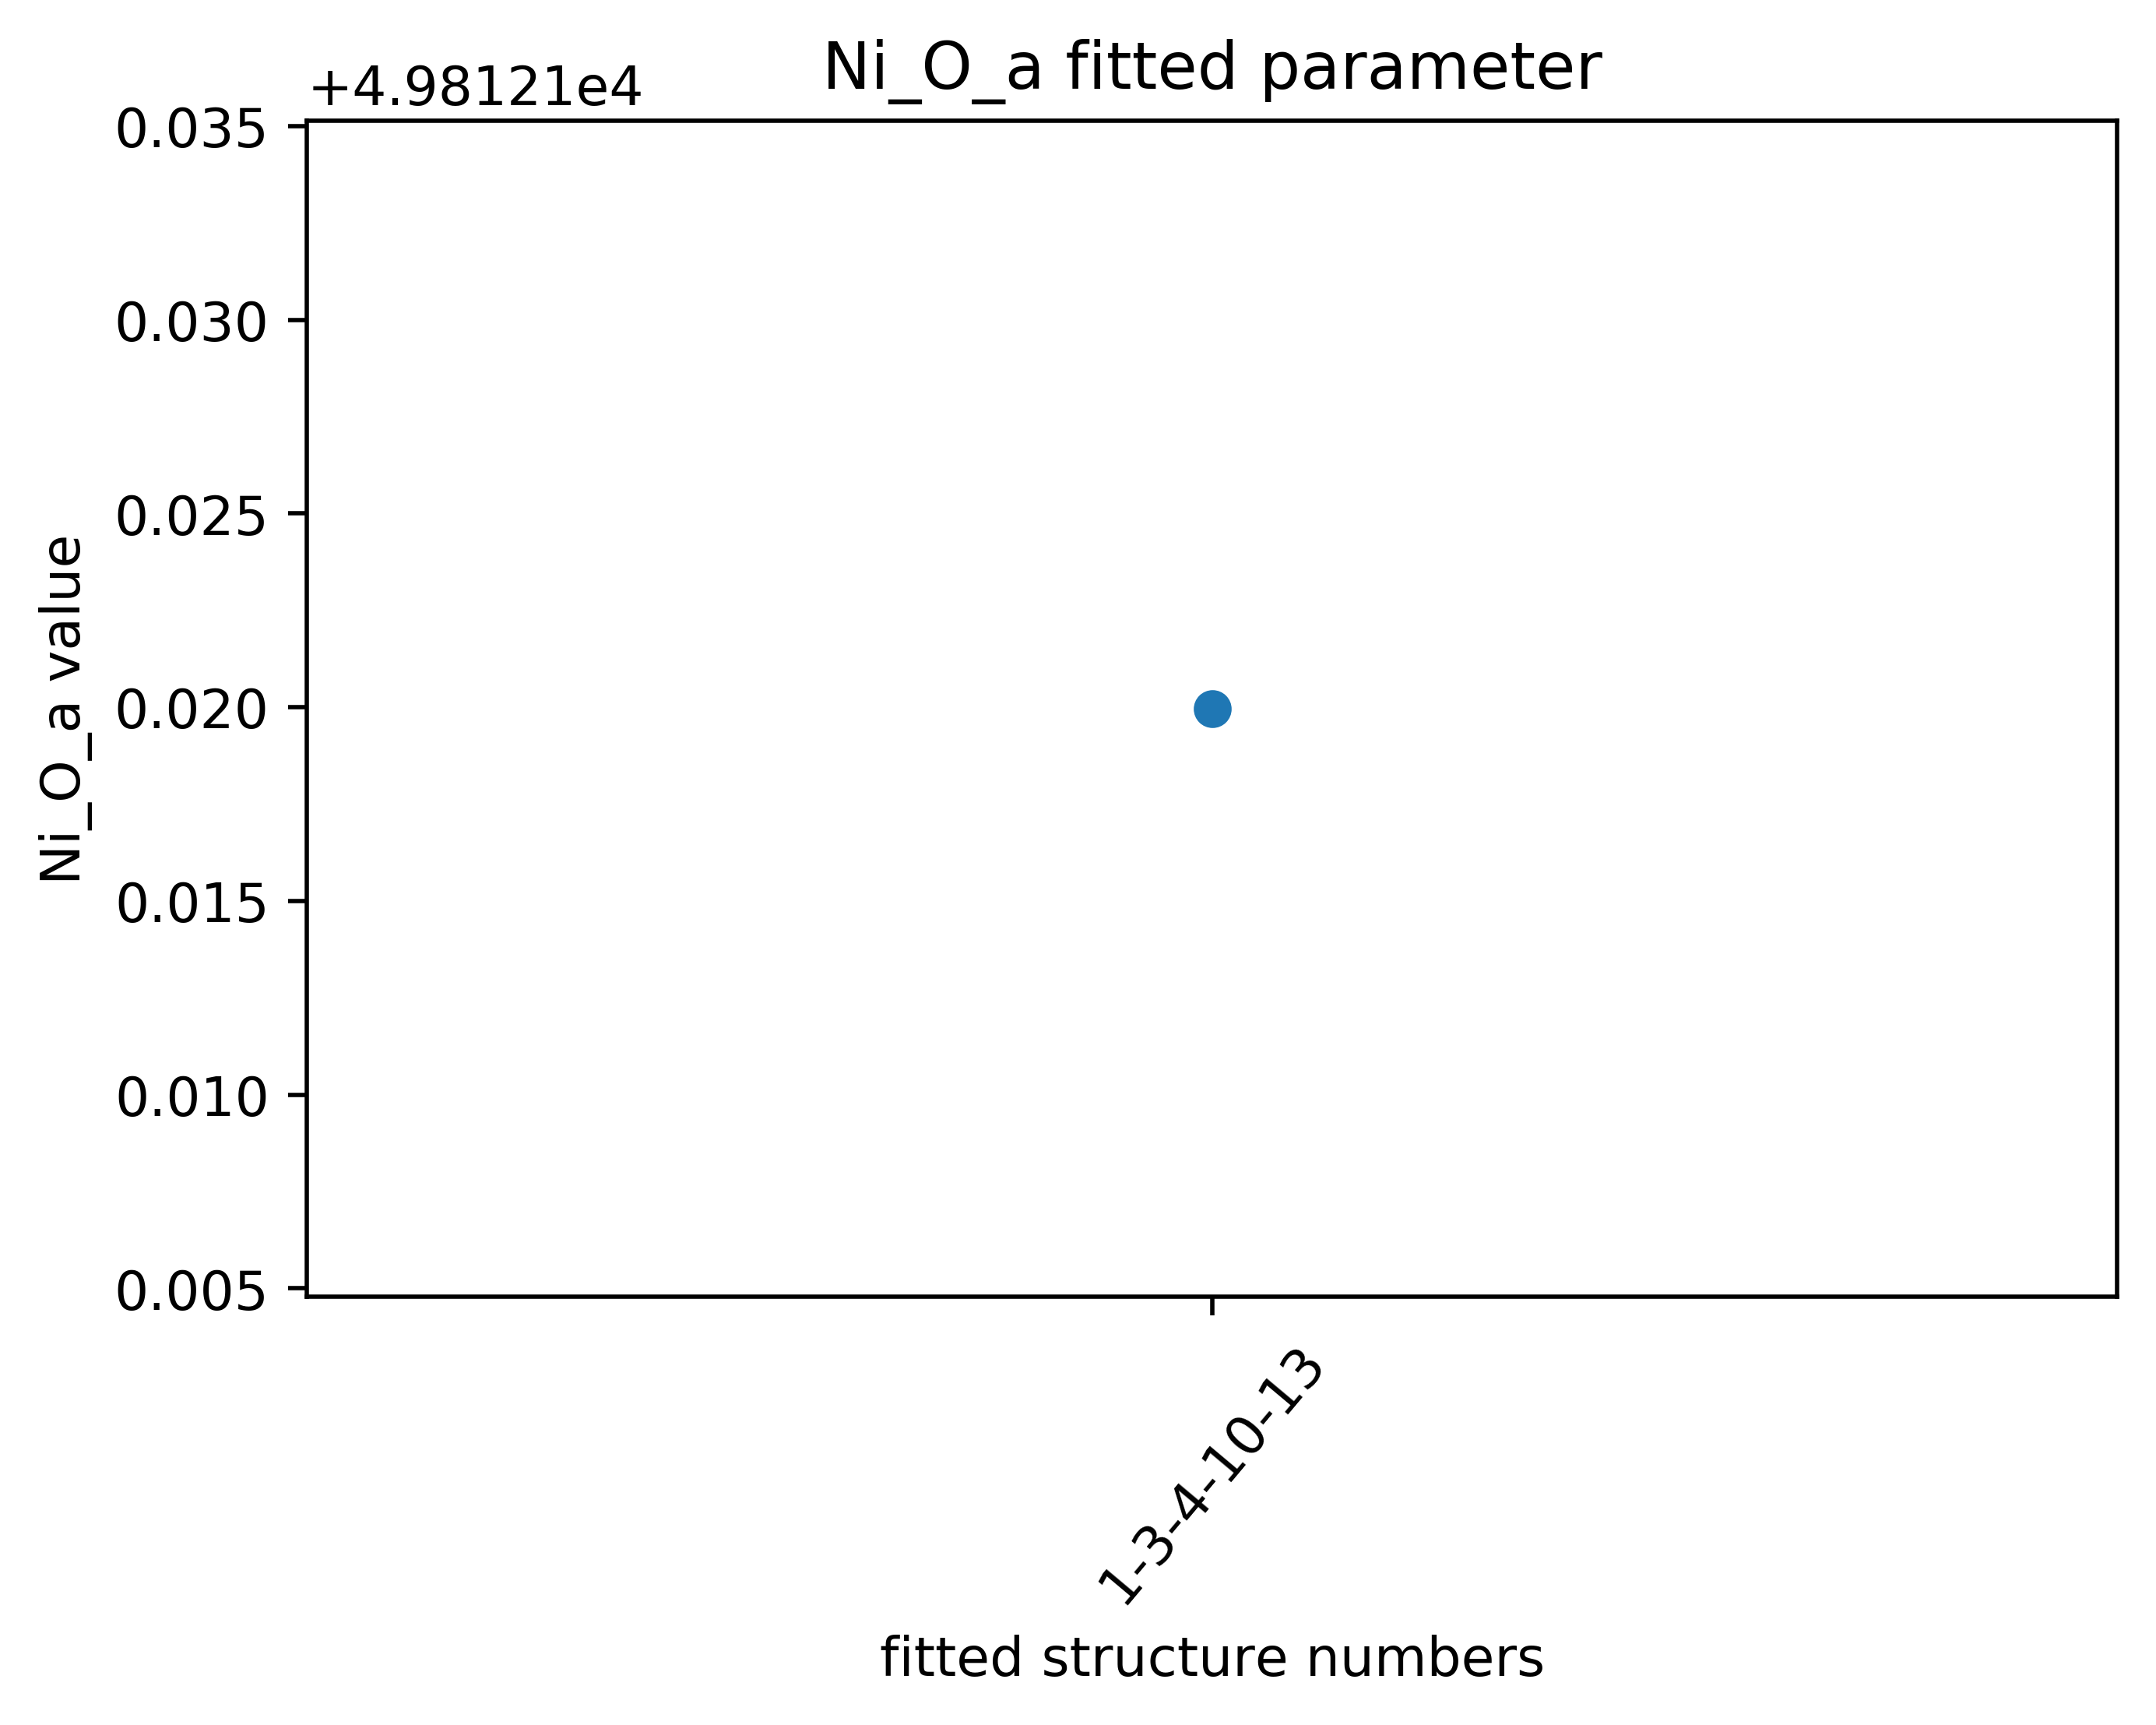 Ni_O_a fitted parameter
+4.98121e4
0.035
0.030
0.025
0.020
0.015
0.010
0.005
Ni_O_a value
1-3-4-10-13
fitted structure numbers